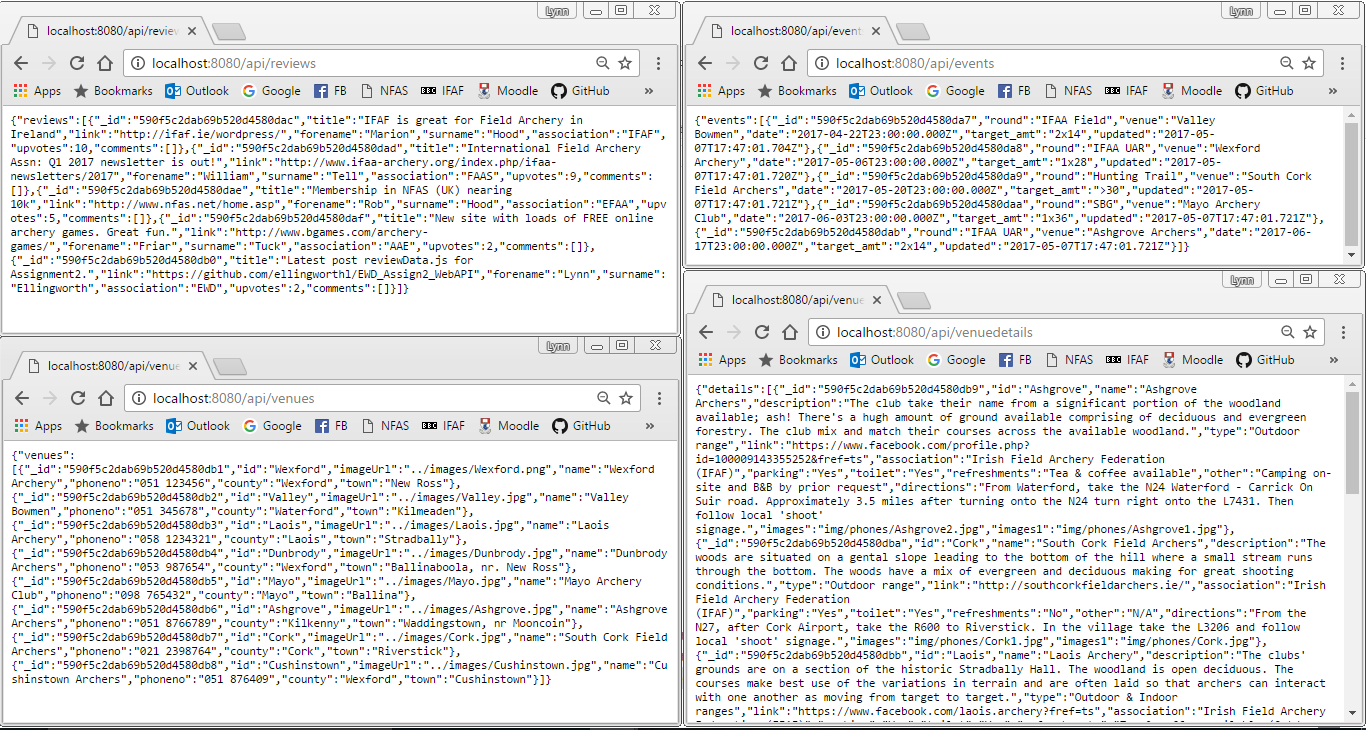 Lynn
localhost:8080/api/review
localhost:8080/api/reviews
Apps Bookmarks Outlook Google FB NFAS BBC IFAF Moodle GitHub »
{"reviews":[{"_id":"590f5c2dab69b520d4580dac","title":"IFAF is great for Field Archery in
Ireland","link":"http://ifaf.ie/wordpress/","forename":"Marion","surname":"Hood","association":"IFAF","
upvotes":10,"comments":[]},{"_id":"590f5c2dab69b520d4580dad","title":"International Field Archery
Assn: Q1 2017 newsletter is out!","link":"http://www.ifaa-archery.org/index.php/ifaa-
newsletters/2017","forename":"William","surname":"Tell","association":"FAAS","upvotes":9,"comments":
[]},{"_id":"590f5c2dab69b520d4580dae","title":"Membership in NFAS (UK) nearing
10k","link":"http://www.nfas.net/home.asp","forename":"Rob","surname":"Hood","association":"EFAA","upv
otes":5,"comments":[]},{"_id":"590f5c2dab69b520d4580daf","title":"New site with loads of FREE online
archery games. Great fun.","link":"http://www.bgames.com/archery-
games/","forename":"Friar","surname":"Tuck","association":"AAE","upvotes":2,"comments":[]},
{"_id":"590f5c2dab69b520d4580db0","title":"Latest post reviewData.js for
Assignment2.","link":"https://github.com/ellingworthl/EWD_Assign2_WebAPI","forename":"Lynn","surname":
"Ellingworth","association":"EWD","upvotes":2,"comments":[]}]}
Lynn
localhost:8080/api/event
localhost:8080/api/events
Apps Bookmarks Outlook Google FB NFAS BBC IFAF Moodle GitHub »
{"events":[{"_id":"590f5c2dab69b520d4580da7","round":"IFAA Field","venue":"Valley
Bowmen","date":"2017-04-22T23:00:00.000Z","target_amt":"2x14","updated":"2017-05-
07T17:47:01.704Z"},{"_id":"590f5c2dab69b520d4580da8","round":"IFAA UAR","venue":"Wexford
Archery","date":"2017-05-06T23:00:00.000Z","target_amt":"1x28","updated":"2017-05-
07T17:47:01.720Z"},{"_id":"590f5c2dab69b520d4580da9","round":"Hunting Trail","venue":"South Cork
Field Archers","date":"2017-05-20T23:00:00.000Z","target_amt":">30","updated":"2017-05-
07T17:47:01.721Z"},{"_id":"590f5c2dab69b520d4580daa","round":"SBG","venue":"Mayo Archery
Club","date":"2017-06-03T23:00:00.000Z","target_amt":"1x36","updated":"2017-05-07T17:47:01.721Z"},
{"_id":"590f5c2dab69b520d4580dab","round":"IFAA UAR","venue":"Ashgrove Archers","date":"2017-06-
17T23:00:00.000Z","target_amt":"2x14","updated":"2017-05-07T17:47:01.721Z"}]}
Lynn
localhost:8080/api/venue
localhost:8080/api/venues
Apps Bookmarks Outlook Google FB NFAS BBC IFAF Moodle GitHub »
{"venues":
[{"_id":"590f5c2dab69b520d4580db1","id":"Wexford","imageUrl":"../images/Wexford.png","name":"Wexford
Archery","phoneno":"051 123456","county":"Wexford","town":"New Ross"},
{"_id":"590f5c2dab69b520d4580db2","id":"Valley","imageUrl":"../images/Valley.jpg","name":"Valley
Bowmen","phoneno":"051 345678","county":"Waterford","town":"Kilmeaden"},
{"_id":"590f5c2dab69b520d4580db3","id":"Laois","imageUrl":"../images/Laois.jpg","name":"Laois
Archery","phoneno":"058 1234321","county":"Laois","town":"Stradbally"},
{"_id":"590f5c2dab69b520d4580db4","id":"Dunbrody","imageUrl":"../images/Dunbrody.jpg","name":"Dunbrody
Archers","phoneno":"053 987654","county":"Wexford","town":"Ballinaboola, nr. New Ross"},
{"_id":"590f5c2dab69b520d4580db5","id":"Mayo","imageUrl":"../images/Mayo.jpg","name":"Mayo Archery
Club","phoneno":"098 765432","county":"Mayo","town":"Ballina"},
{"_id":"590f5c2dab69b520d4580db6","id":"Ashgrove","imageUrl":"../images/Ashgrove.jpg","name":"Ashgrove
Archers","phoneno":"051 8766789","county":"Kilkenny","town":"Waddingstown, nr Mooncoin"},
{"_id":"590f5c2dab69b520d4580db7","id":"Cork","imageUrl":"../images/Cork.jpg","name":"South Cork Field
Archers","phoneno":"021 2398764","county":"Cork","town":"Riverstick"},
{"_id":"590f5c2dab69b520d4580db8","id":"Cushinstown","imageUrl":"../images/Cushinstown.jpg","name":"Cu
shinstown Archers","phoneno":"051 876409","county":"Wexford","town":"Cushinstown"}]}
Lynn
localhost:8080/api/venue
localhost:8080/api/venuedetails
Apps Bookmarks Outlook Google FB NFAS BBC IFAF Moodle GitHub »
{"details":[{"_id":"590f5c2dab69b520d4580db9","id":"Ashgrove","name":"Ashgrove
Archers","description":"The club take their name from a significant portion of the woodland
available; ash! There's a hugh amount of ground available comprising of deciduous and evergreen
forestry. The club mix and match their courses across the available woodland.","type":"Outdoor
range","link":"https://www.facebook.com/profile.php?
id=100009143355252&fref=ts","association":"Irish Field Archery Federation
(IFAF)","parking":"Yes","toilet":"Yes","refreshments":"Tea & coffee available","other":"Camping on-
site and B&B by prior request","directions":"From Waterford, take the N24 Waterford - Carrick On
Suir road. Approximately 3.5 miles after turning onto the N24 turn right onto the L7431. Then
follow local 'shoot'
signage.","images":"img/phones/Ashgrove2.jpg","images1":"img/phones/Ashgrove1.jpg"},
{"_id":"590f5c2dab69b520d4580dba","id":"Cork","name":"South Cork Field Archers","description":"The
woods are situated on a gental slope leading to the bottom of the hill where a small stream runs
through the bottom. The woods have a mix of evergreen and deciduous making for great shooting
conditions.","type":"Outdoor range","link":"http://southcorkfieldarchers.ie/","association":"Irish
Field Archery Federation
(IFAF)","parking":"Yes","toilet":"Yes","refreshments":"No","other":"N/A","directions":"From the
N27, after Cork Airport, take the R600 to Riverstick. In the village take the L3206 and follow
local 'shoot' signage.","images":"img/phones/Cork1.jpg","images1":"img/phones/Cork.jpg"},
{"_id":"590f5c2dab69b520d4580dbb","id":"Laois","name":"Laois Archery","description":"The clubs'
grounds are on a section of the historic Stradbally Hall. The woodland is open deciduous. The
courses make best use of the variations in terrain and are often laid so that archers can interact
with one another as moving from target to target.","type":"Outdoor & Indoor
ranges","link":"https://www.facebook.com/laois.archery?fref=ts","association":"Irish Field Archery